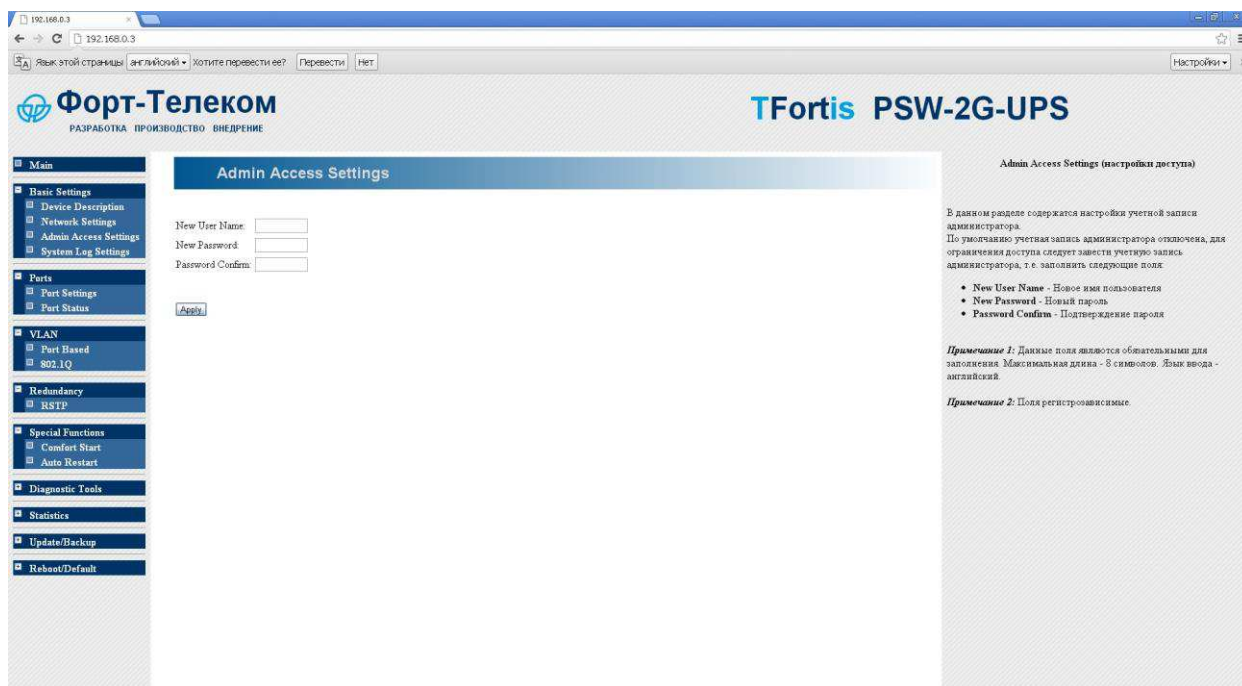 192.168.0.3
192.168.0.3
Язык этой страницы английский Хотите перевести ее? Перевести Нет Настройки
Форт-Телеком
РАЗРАБОТКА ПРОИЗВОДСТВО ВНЕДРЕНИЕ
TFortis PSW-2G-UPS
Main
Basic Settings
Device Description
Network Settings
Admin Access Settings
System Log Settings
Ports
Port Settings
Port Status
VLAN
Port Based
802.1Q
Redundancy
RSTP
Special Functions
Comfort Start
Auto Restart
Diagnostic Tools
Statistics
Update/Backup
Reboot/Default
Admin Access Settings
New User Name:
New Password:
Password Confirm:
Apply
Admin Access Settings (настройки доступа)
В данном разделе содержатся настройки учетной записи
администратора.
По умолчанию учетная запись администратора отключена, для
ограничения доступа следует завести учетную запись
администратора, т.е. заполнить следующие поля:
New User Name - Новое имя пользователя
New Password - Новый пароль
Password Confirm - Подтверждение пароля
Примечание 1: Данные поля являются обязательными для
заполнения. Максимальная длина - 8 символов. Язык ввода -
английский.
Примечание 2: Поля регистрозависимые.